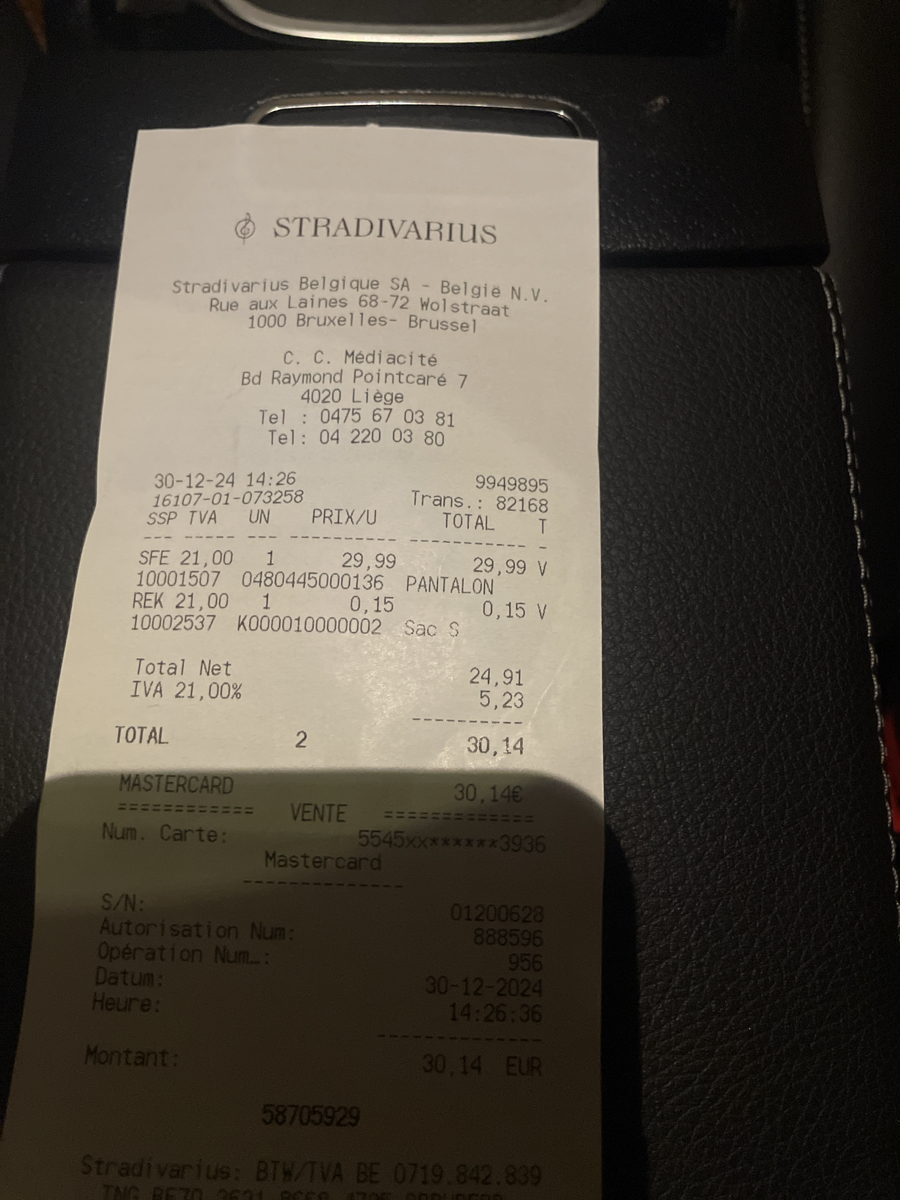 STRADIVARIUS
Stradivarius Belgique SA - België N.V.
Rue aux Laines 68-72 Wolstraat
1000 Bruxelles- Brussel
C. C. Médiacité
Bd Raymond Pointcaré 7
4020 Liège
Tel : 0475 67 03 81
Tel: 04 220 03 80
30-12-24 14:26 9949895
16107-01-073258 Trans.: 82168
SSP TVA UN PRIX/U TOTAL T
--- ----- --- ---------- ----------- -
SFE 21,00 1 29,99 29,99 V
10001507 0480445000136 PANTALON
REK 21,00 1 0,15 0,15 V
10002537 K000010000002 Sac S
Total Net 24,91
IVA 21,00% 5,23
----------
TOTAL 2 30,14
MASTERCARD 30,14€
============ VENTE =============
Num. Carte: 5545xx******3936
Mastercard
--------------
S/N: 01200628
Autorisation Num: 888596
Opération Num_: 956
Datum: 30-12-2024
Heure: 14:26:36
--------------
Montant: 30,14 EUR
58705929
Stradivarius: BTW/TVA BE 0719.842.839